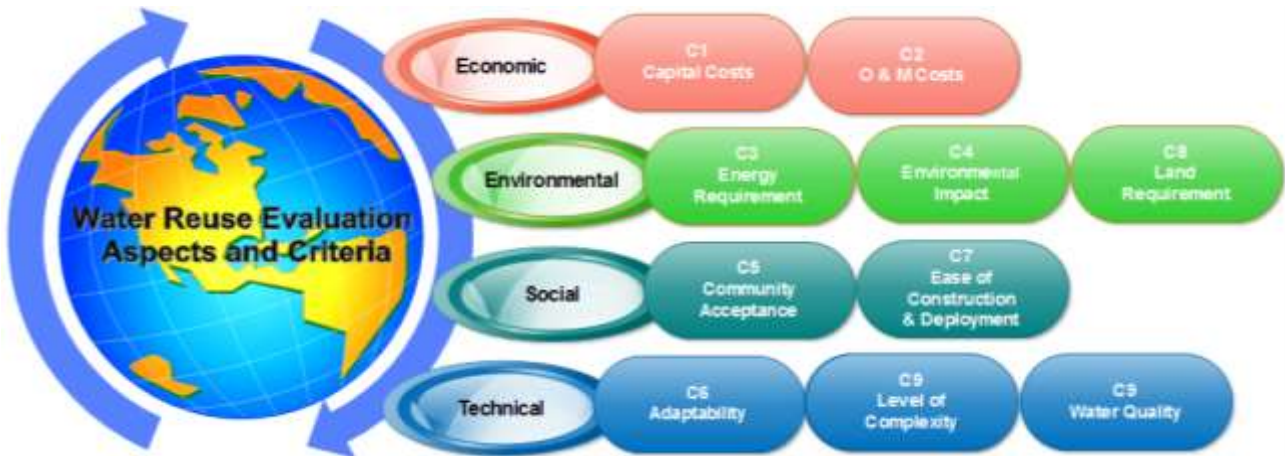 Water Reuse Evaluation
Aspects and Criteria
Economic
C1
Capital Costs
C2
O & M Costs
Environmental
C3
Energy
Requirement
C4
Environmental
Impact
C8
Land
Requirement
Social
C5
Community
Acceptance
C7
Ease of
Construction
& Deployment
Technical
C6
Adaptability
C9
Level of
Complexity
C9
Water Quality